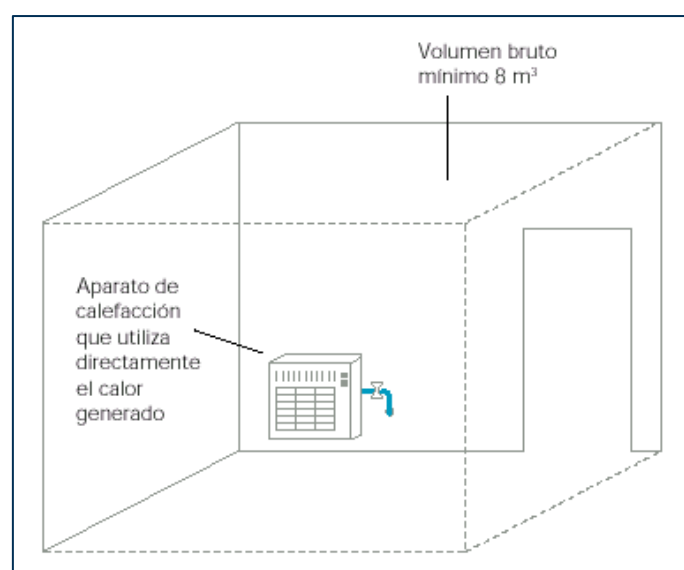 Volumen bruto
mínimo 8 m³
Aparato de
calefacción
que utiliza
directamente
el calor
generado